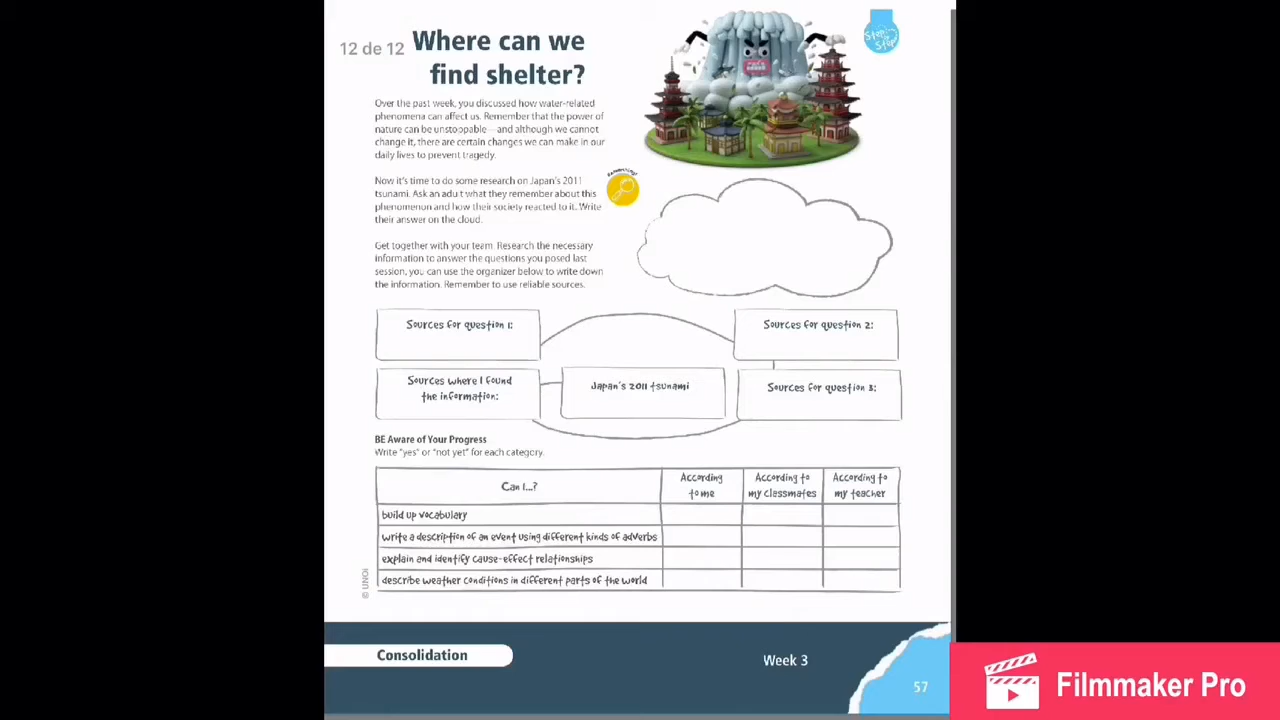 12 de 12
Where can we
find shelter?
Step by
Step
Over the past week, you discussed how water-related
phenomena can affect us. Remember that the power of
nature can be unstoppable—and although we cannot
change it, there are certain changes we can make in our
daily lives to prevent tragedy.
Now it's time to do some research on Japan's 2011
tsunami. Ask an adult what they remember about this
phenomenon and how their society reacted to it. Write
their answer on the cloud.
Get together with your team. Research the necessary
information to answer the questions you posed last
session, you can use the organizer below to write down
the information. Remember to use reliable sources.
Sources for question 1:
Sources for question 2:
Sources where I found
the information:
Japan's 2011 tsunami
Sources for question 3:
BE Aware of Your Progress
Write "yes" or "not yet" for each category.
Can I...?
According
to me
According to
my classmates
According to
my teacher
build up vocabulary
write a description of an event using different kinds of adverbs
explain and identify cause-effect relationships
describe weather conditions in different parts of the world
© UNOI
Consolidation
Week 3
57
Filmmaker Pro